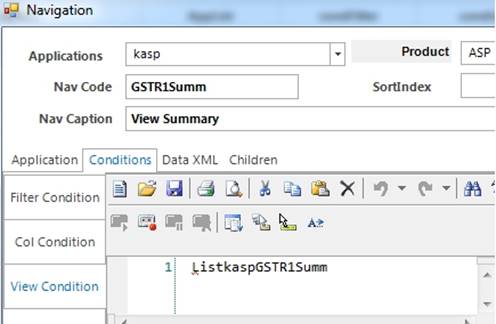 Navigation
Applications kasp Product ASP
Nav Code GSTR1Summ SortIndex
Nav Caption View Summary
Application Conditions Data XML Children
Filter Condition
Col Condition
1 ListkaspGSTR1Summ
View Condition